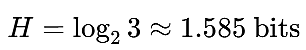 H = log₂ 3 ≈ 1.585 bits